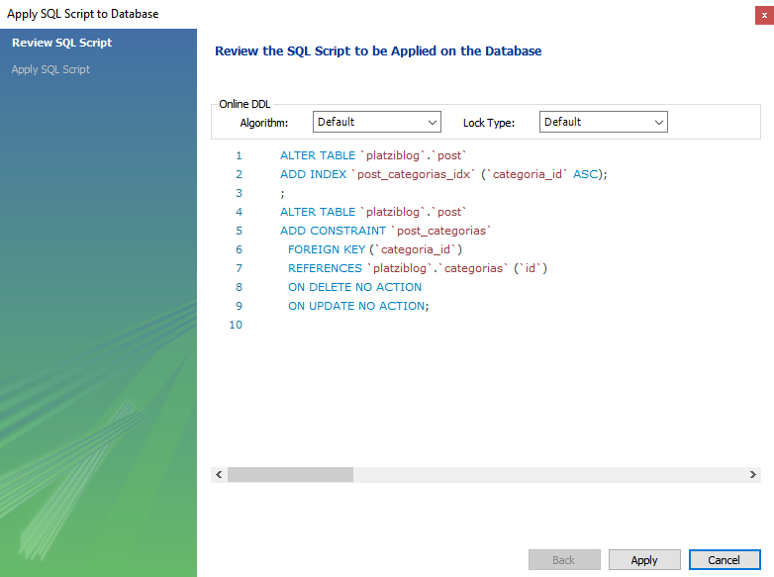 Apply SQL Script to Database
x
Review SQL Script
Apply SQL Script
Review the SQL Script to be Applied on the Database
Online DDL
Algorithm: Default Lock Type: Default
1 ALTER TABLE `platziblog`.`post`
2 ADD INDEX `post_categorias_idx` (`categoria_id` ASC);
3 ;
4 ALTER TABLE `platziblog`.`post`
5 ADD CONSTRAINT `post_categorias`
6 FOREIGN KEY (`categoria_id`)
7 REFERENCES `platziblog`.`categorias` (`id`)
8 ON DELETE NO ACTION
9 ON UPDATE NO ACTION;
10
Back Apply Cancel